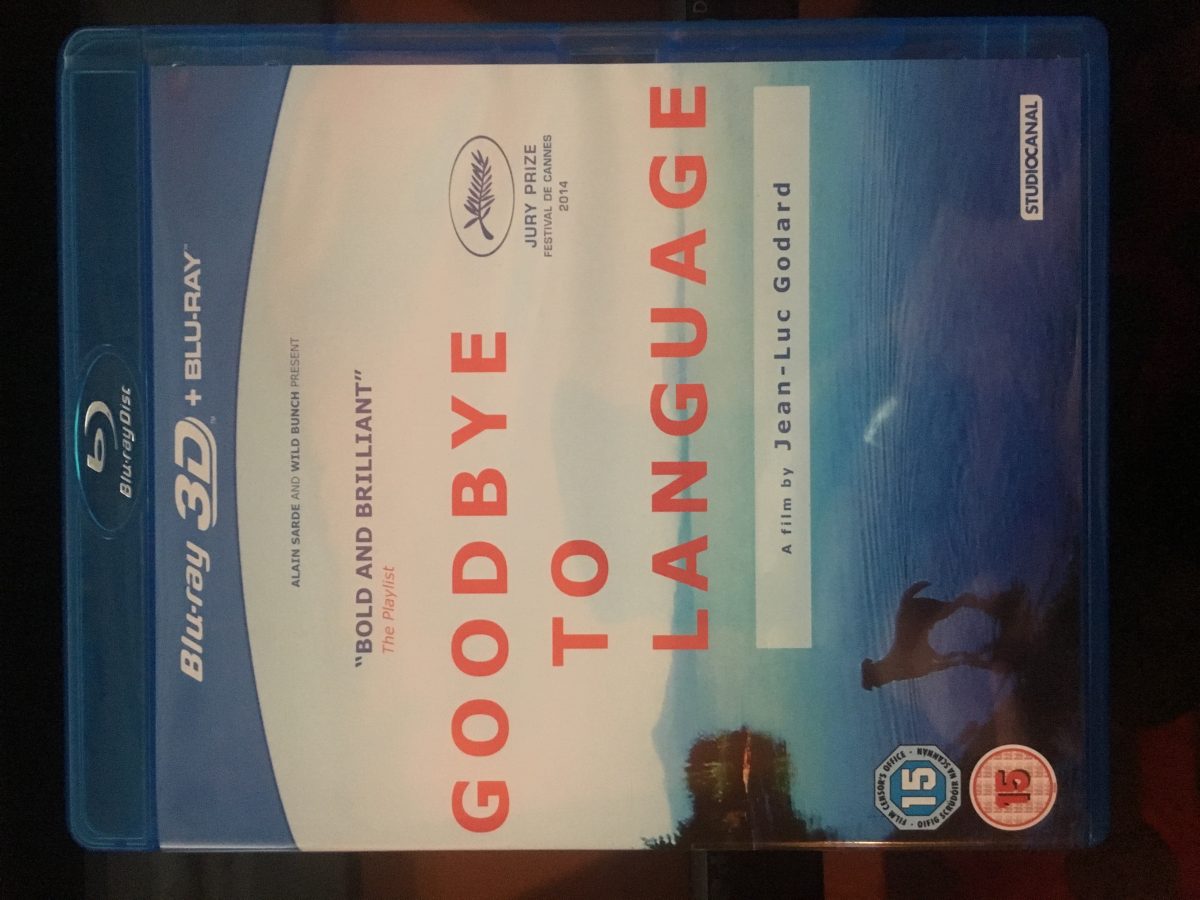 Blu-ray Disc
Blu-ray 3D™ + BLU-RAY™
ALAIN SARDE AND WILD BUNCH PRESENT
"BOLD AND BRILLIANT"
The Playlist
JURY PRIZE
FESTIVAL DE CANNES
2014
GOODBYE
TO
LANGUAGE
A film by Jean-Luc Godard
FILM CENSOR'S OFFICE · OIFIG SCRÚDÓIR NA SCANNÁN ·
15
15
STUDIOCANAL